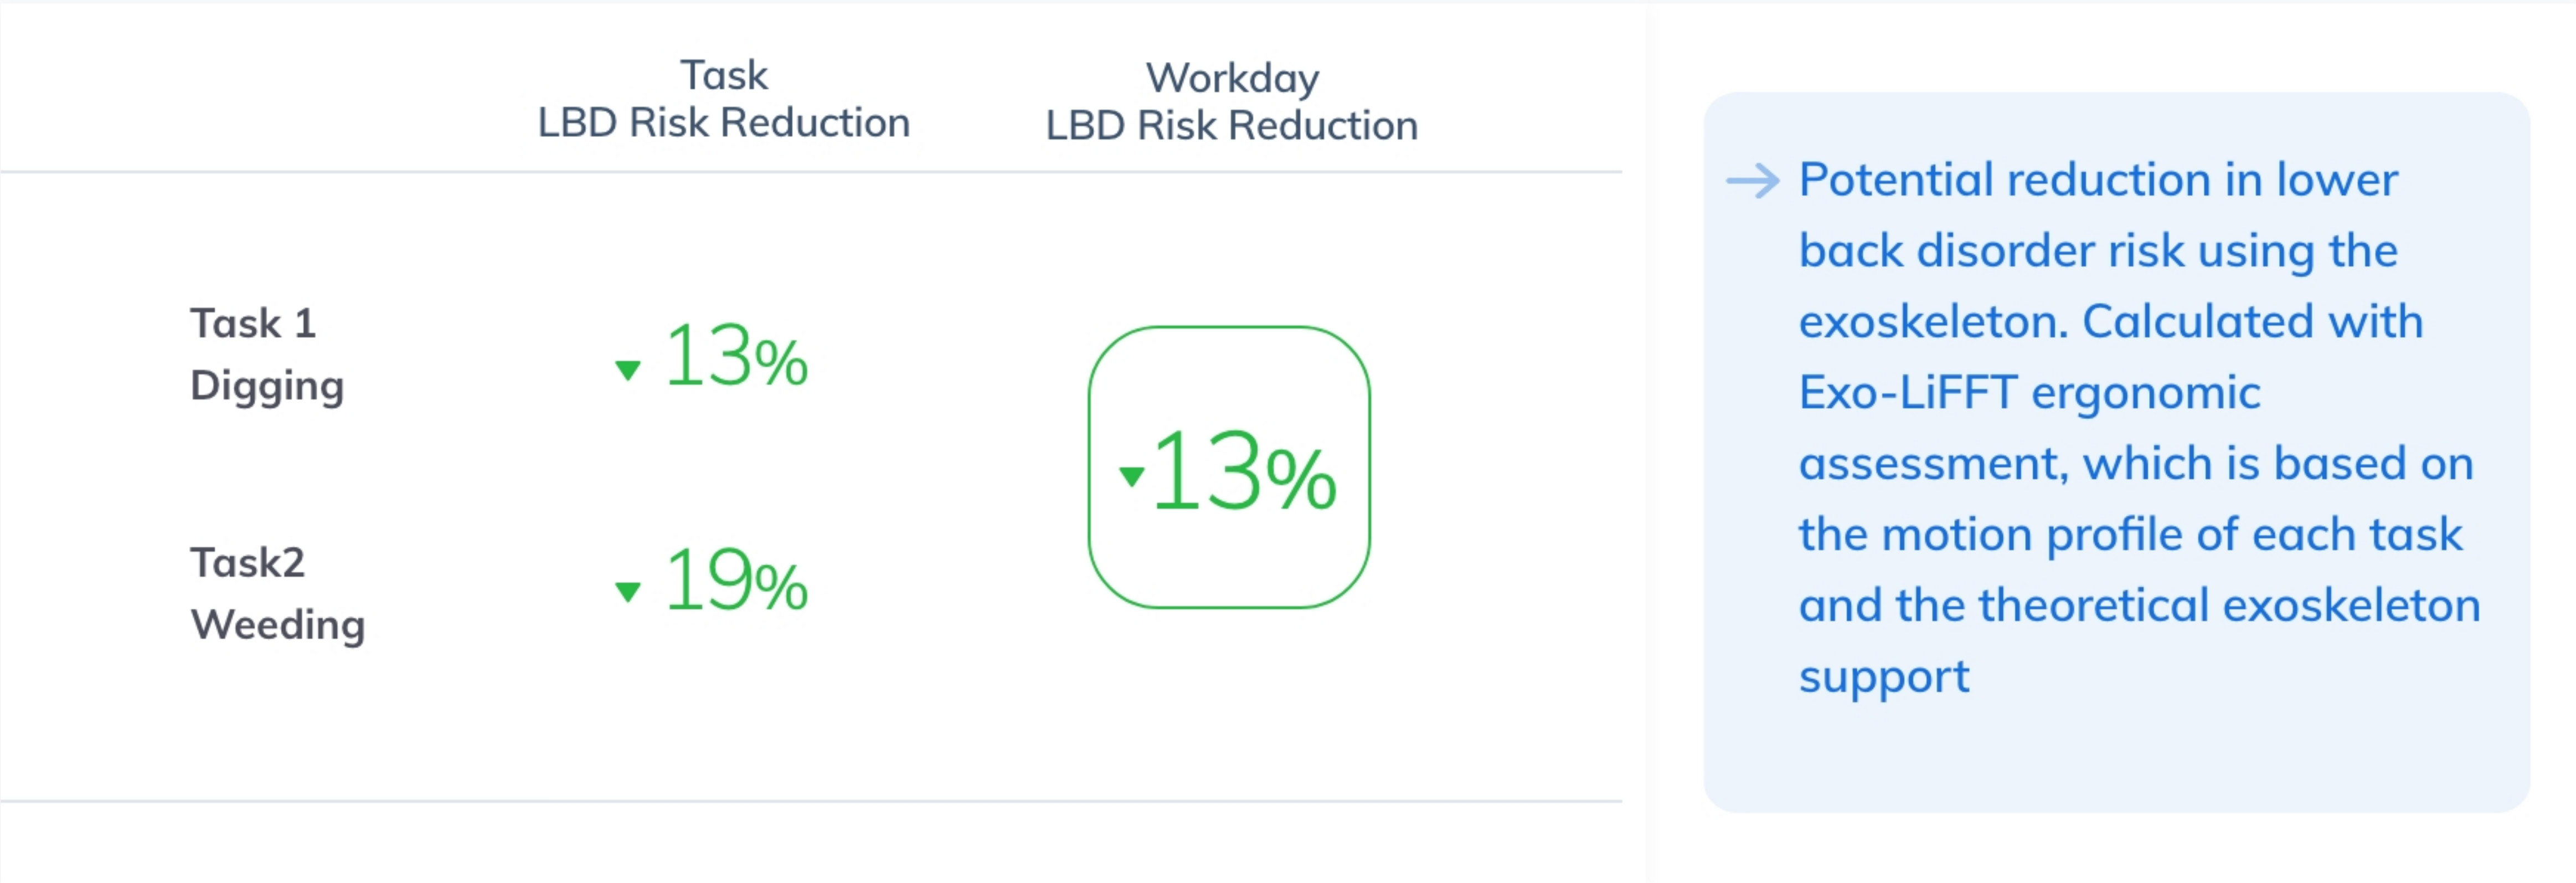 Task
LBD Risk Reduction
Workday
LBD Risk Reduction
Task 1
Digging
13%
Task2
Weeding
19%
13%
Potential reduction in lower
back disorder risk using the
exoskeleton. Calculated with
Exo-LiFFT ergonomic
assessment, which is based on
the motion profile of each task
and the theoretical exoskeleton
support